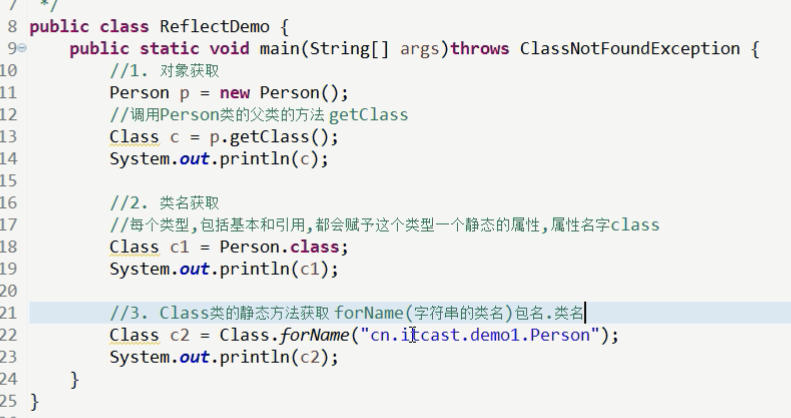 7 */
8 public class ReflectDemo {
9 public static void main(String[] args)throws ClassNotFoundException {
10 //1. 对象获取
11 Person p = new Person();
12 //调用Person类的父类的方法 getClass
13 Class c = p.getClass();
14 System.out.println(c);
15
16 //2. 类名获取
17 //每个类型,包括基本和引用,都会赋予这个类型一个静态的属性,属性名字class
18 Class c1 = Person.class;
19 System.out.println(c1);
20
21 //3. Class类的静态方法获取 forName(字符串的类名)包名.类名
22 Class c2 = Class.forName("cn.itcast.demo1.Person");
23 System.out.println(c2);
24 }
25 }